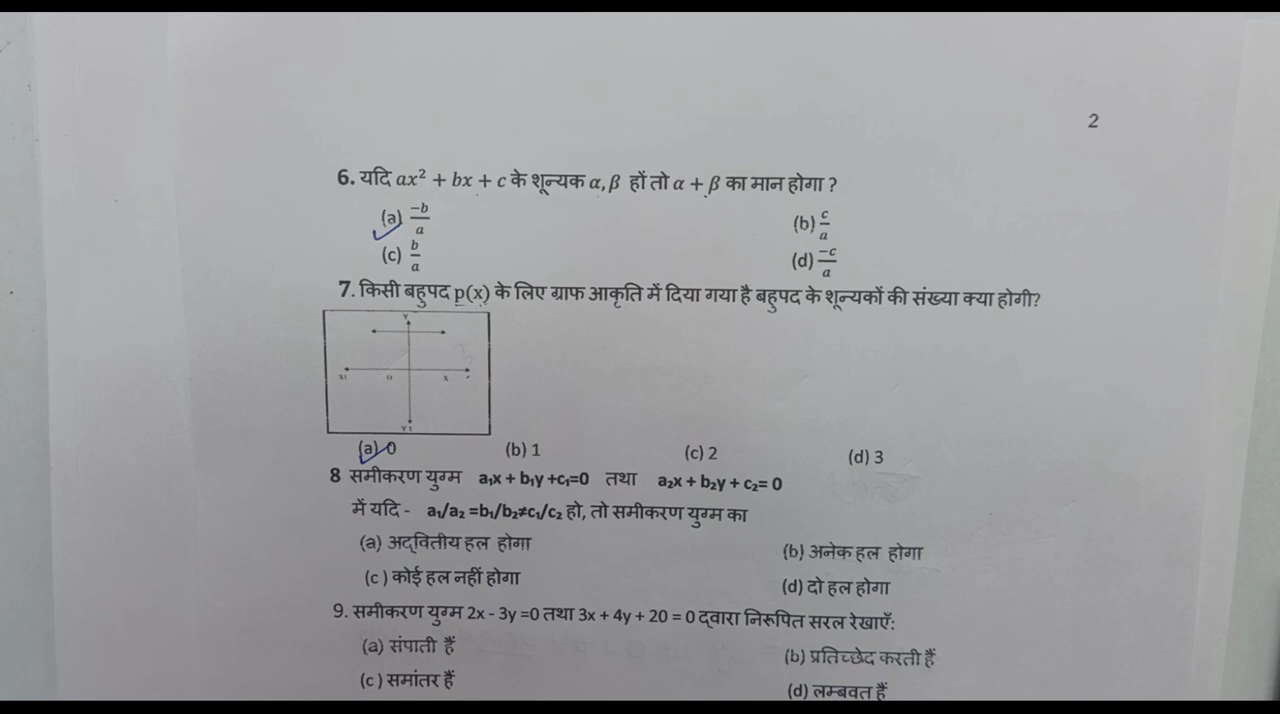 2
6. यदि ax² + bx + c के शून्यक α, β हों तो α + β का मान होगा ?
(a) -b/a (b) c/a
(c) b/a (d) -c/a
7. किसी बहुपद p(x) के लिए ग्राफ आकृति में दिया गया है बहुपद के शून्यकों की संख्या क्या होगी?
Y
X1 O X
Y1
(a) 0 (b) 1 (c) 2 (d) 3
8 समीकरण युग्म a₁x + b₁y +c₁=0 तथा a₂x + b₂y + c₂= 0
में यदि - a₁/a₂ =b₁/b₂≠c₁/c₂ हो, तो समीकरण युग्म का
(a) अद्वितीय हल होगा (b) अनेक हल होगा
(c ) कोई हल नहीं होगा (d) दो हल होगा
9. समीकरण युग्म 2x - 3y =0 तथा 3x + 4y + 20 = 0 द्वारा निरूपित सरल रेखाएँ:
(a) संपाती हैं (b) प्रतिच्छेद करती हैं
(c ) समांतर हैं (d) लम्बवत हैं